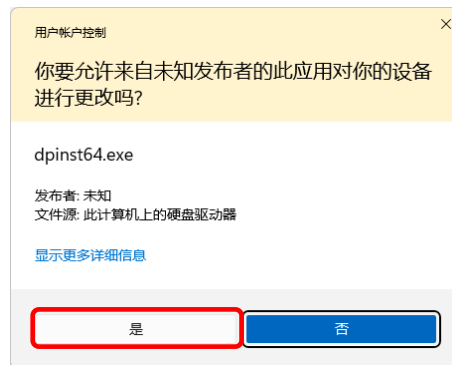 用户帐户控制
你要允许来自未知发布者的此应用对你的设备
进行更改吗?
dpinst64.exe
发布者: 未知
文件源: 此计算机上的硬盘驱动器
显示更多详细信息
是
否